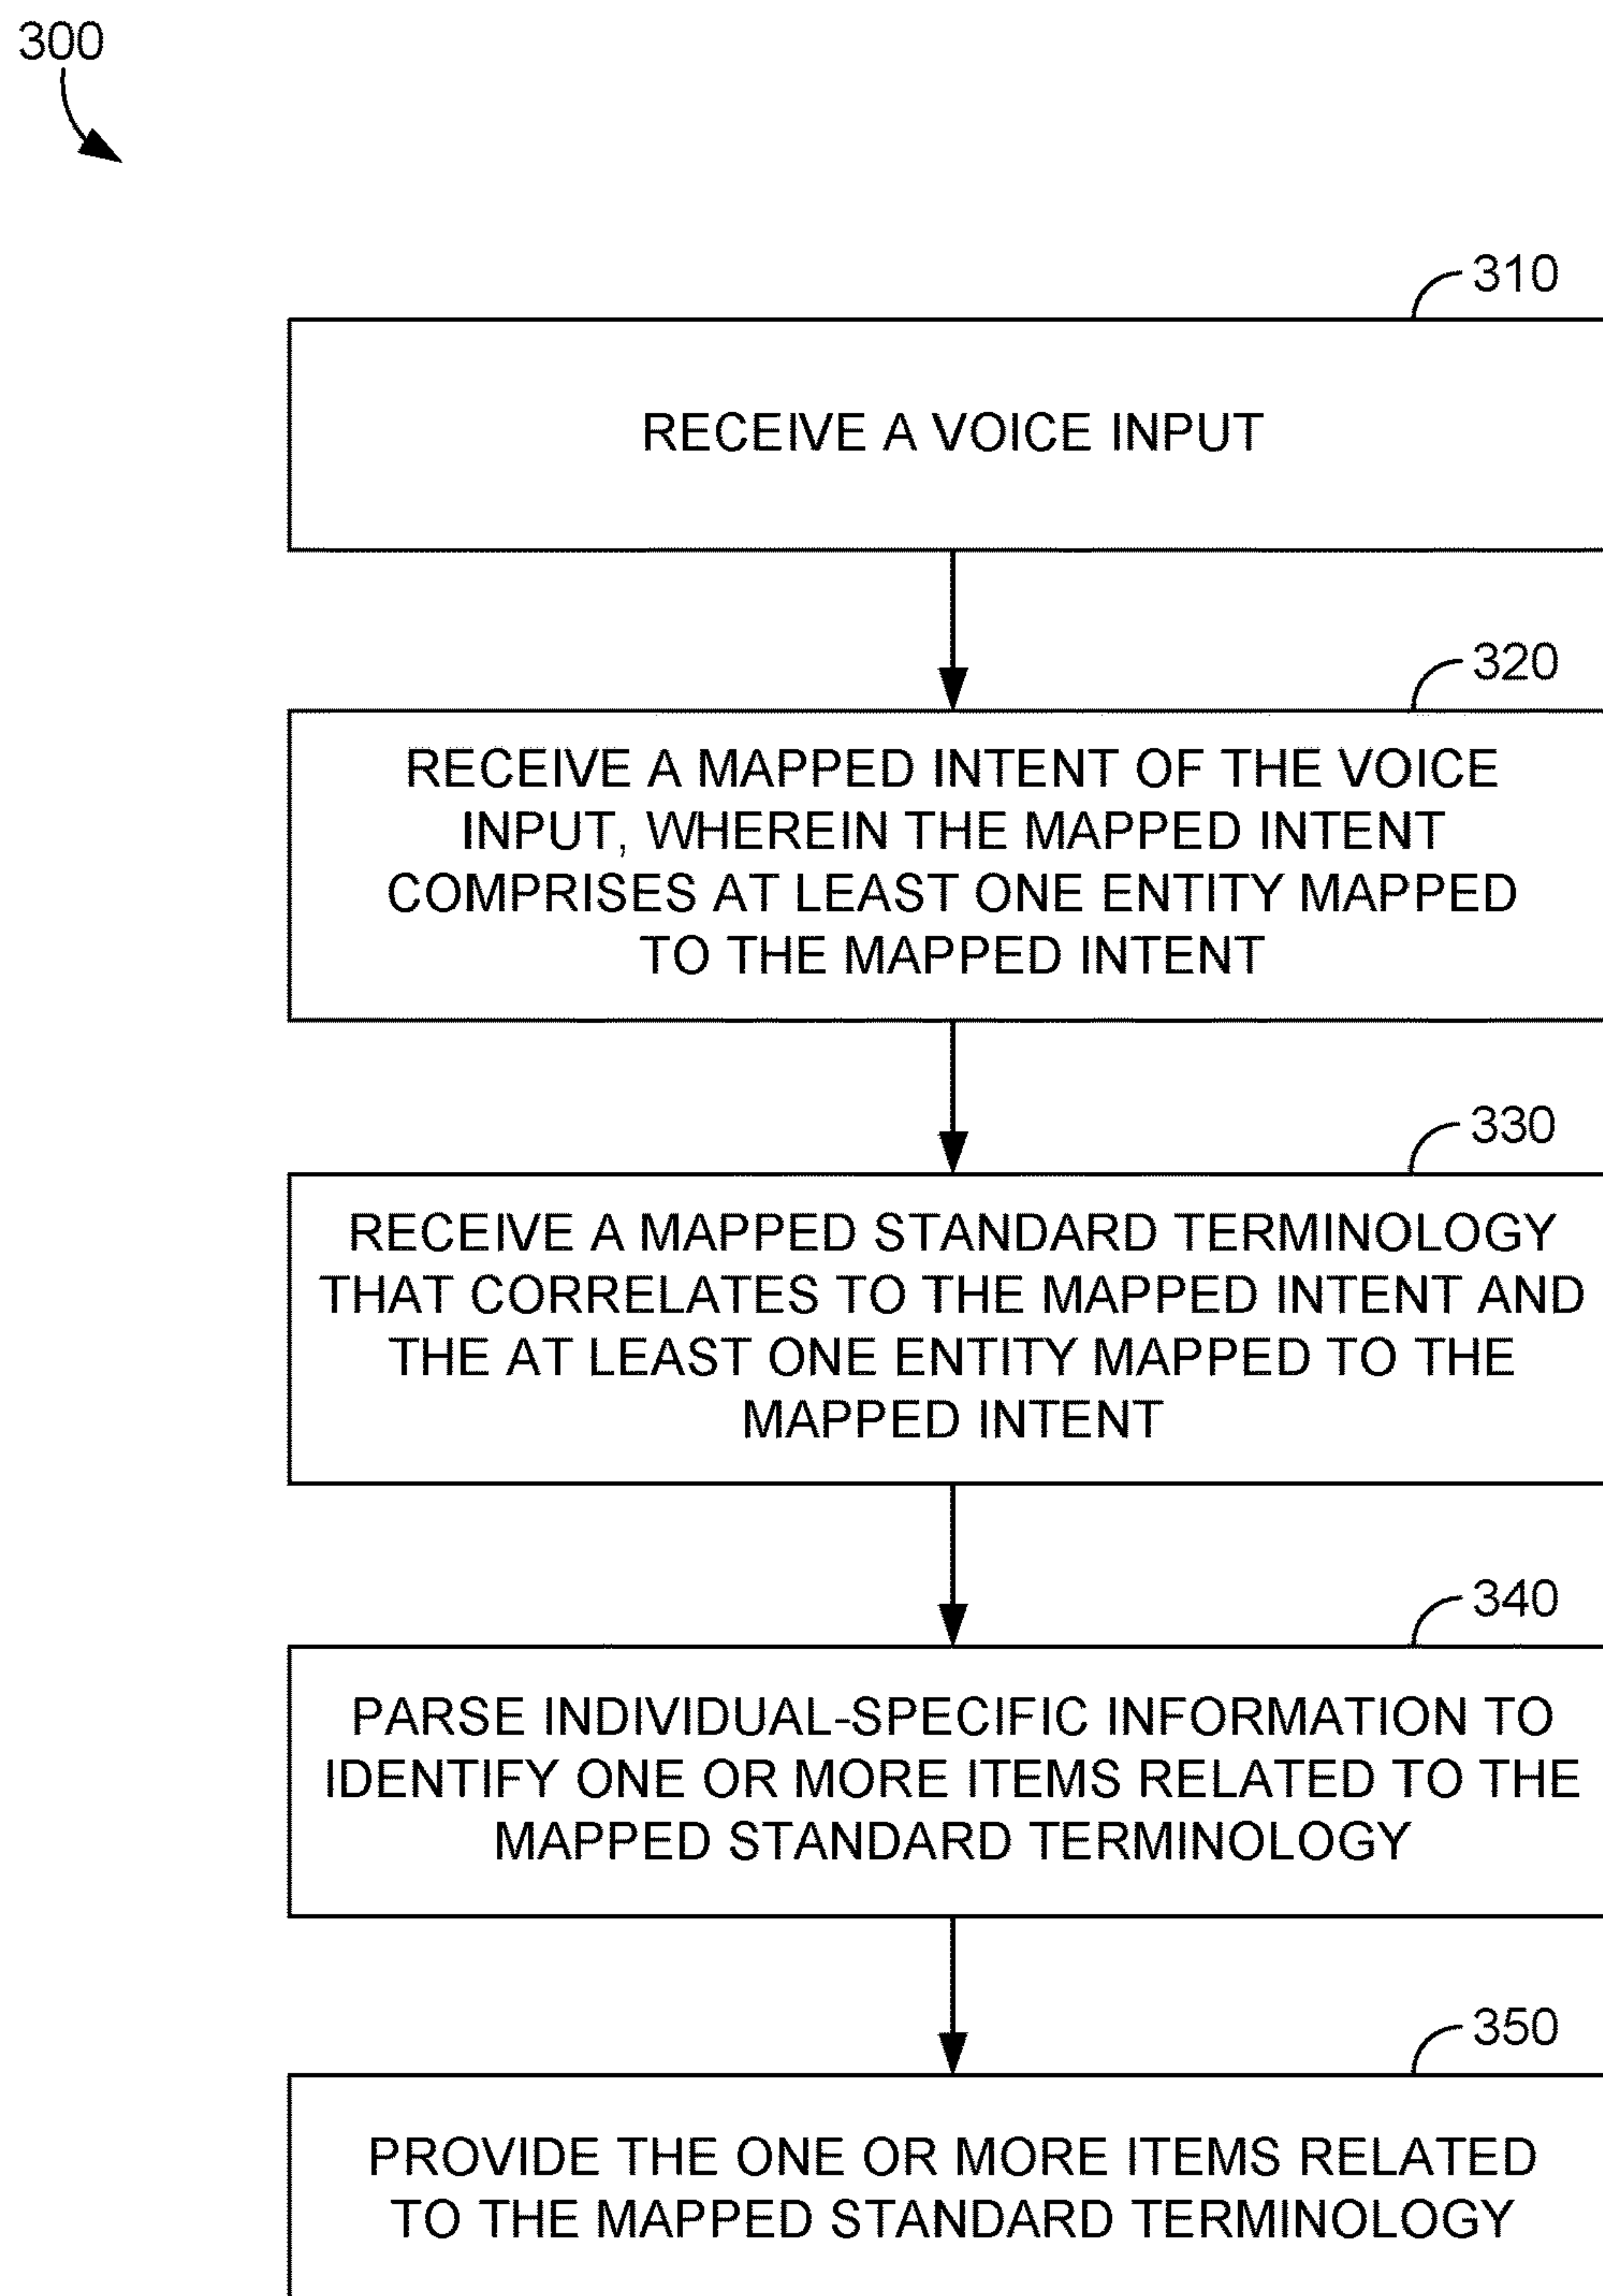 300
310
RECEIVE A VOICE INPUT
320
RECEIVE A MAPPED INTENT OF THE VOICE
INPUT, WHEREIN THE MAPPED INTENT
COMPRISES AT LEAST ONE ENTITY MAPPED
TO THE MAPPED INTENT
330
RECEIVE A MAPPED STANDARD TERMINOLOGY
THAT CORRELATES TO THE MAPPED INTENT AND
THE AT LEAST ONE ENTITY MAPPED TO THE
MAPPED INTENT
340
PARSE INDIVIDUAL-SPECIFIC INFORMATION TO
IDENTIFY ONE OR MORE ITEMS RELATED TO THE
MAPPED STANDARD TERMINOLOGY
350
PROVIDE THE ONE OR MORE ITEMS RELATED
TO THE MAPPED STANDARD TERMINOLOGY